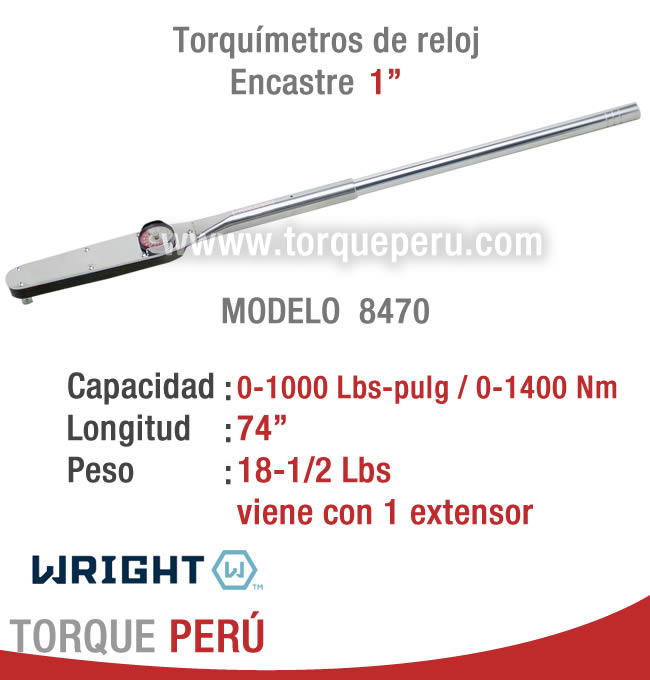 Torquímetros de reloj
Encastre 1”
www.torqueperu.com
MODELO 8470
Capacidad : 0-1000 Lbs-pulg / 0-1400 Nm
Longitud : 74”
Peso : 18-1/2 Lbs
viene con 1 extensor
WRIGHT W ™
TORQUE PERÚ